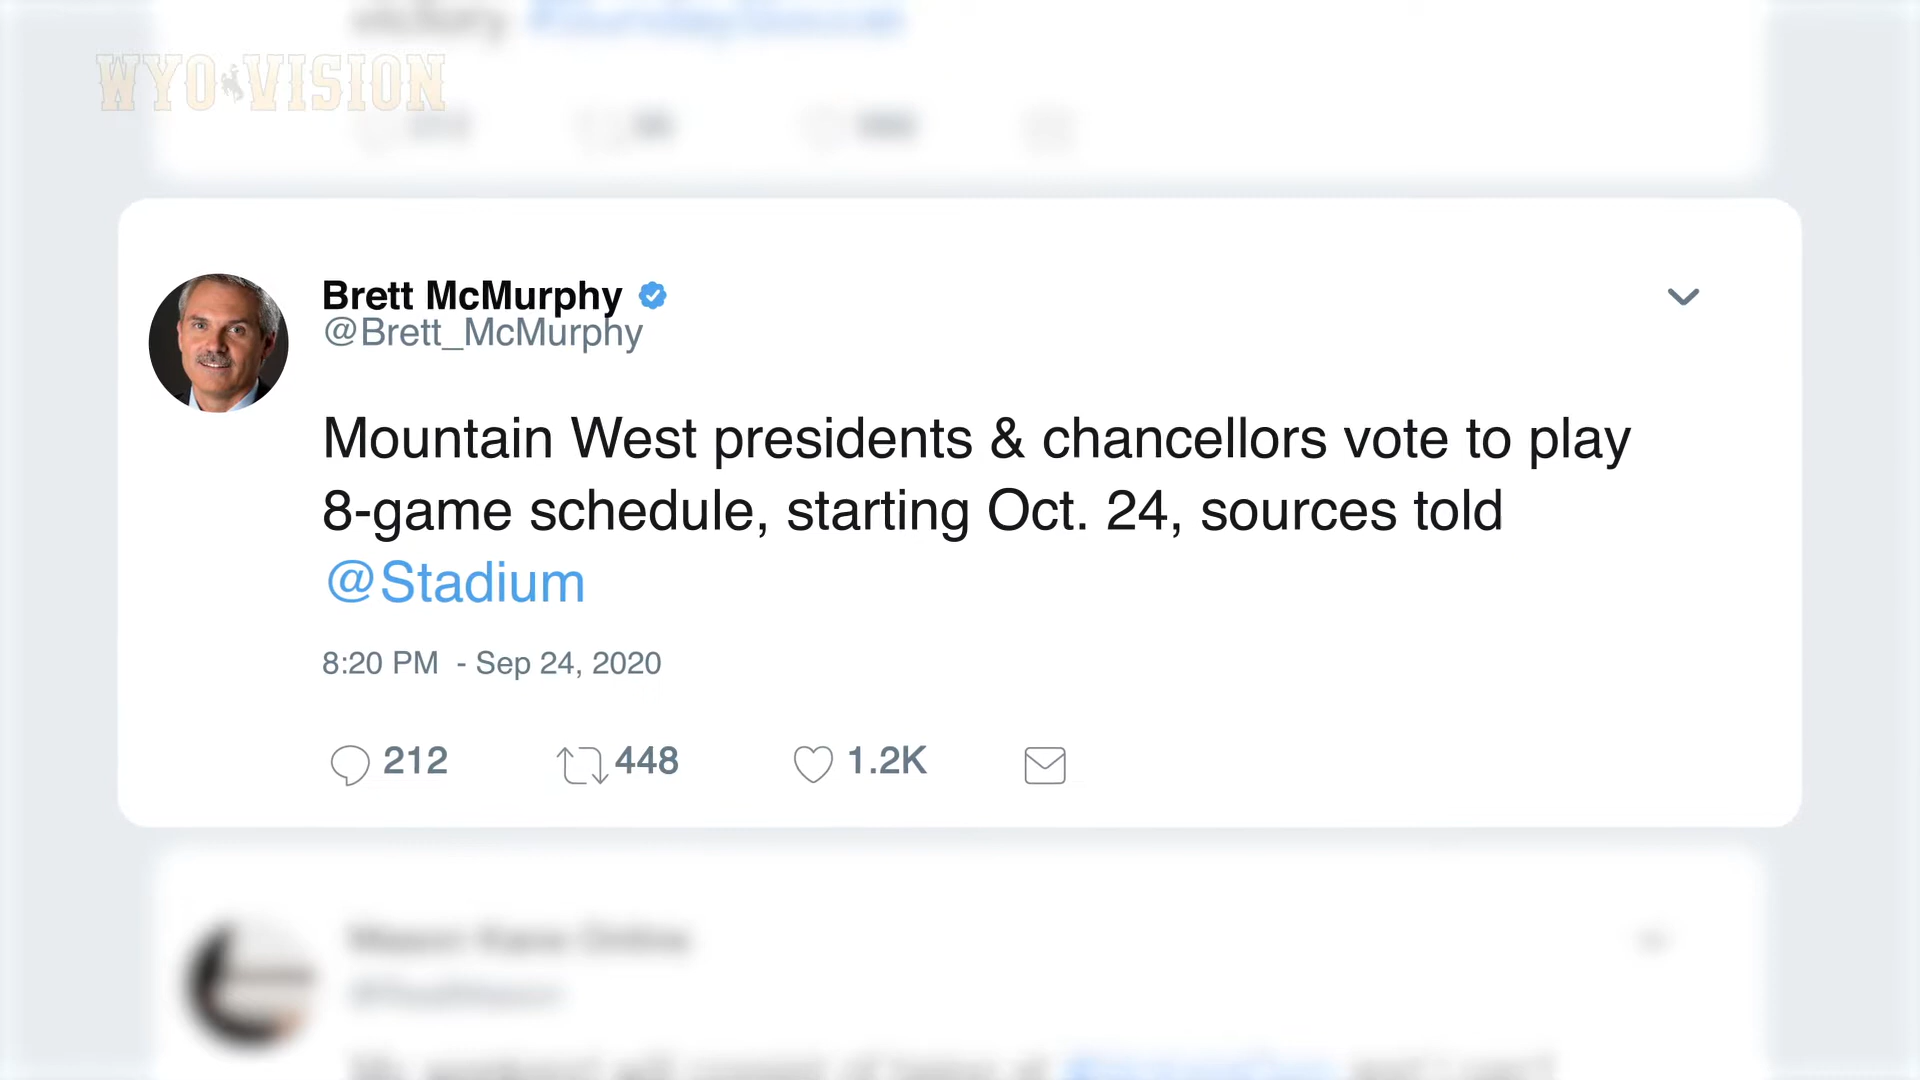 WYO VISION
Brett McMurphy
@Brett_McMurphy
Mountain West presidents & chancellors vote to play
8-game schedule, starting Oct. 24, sources told
@Stadium
8:20 PM - Sep 24, 2020
212 448 1.2K